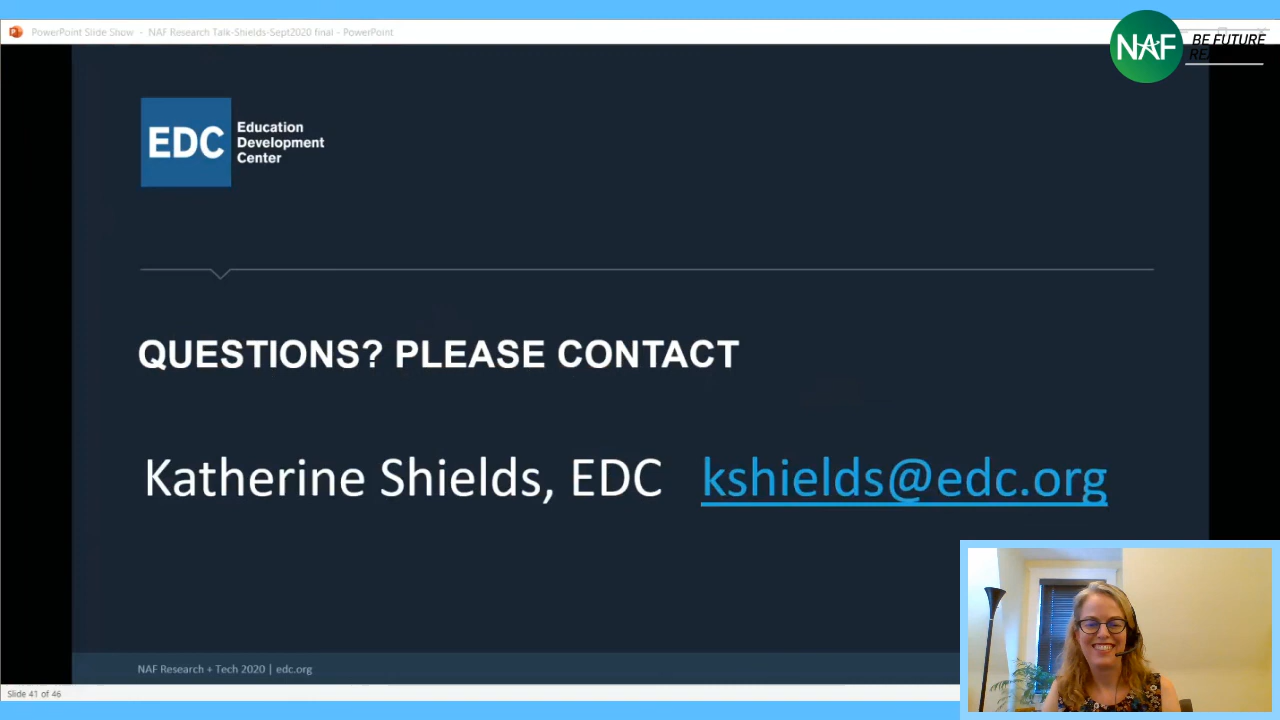 PowerPoint Slide Show - NAF Research Talk-Shields-Sept2020 final - PowerPoint
NAF
BE FUTURE
RE
EDC
Education
Development
Center
QUESTIONS? PLEASE CONTACT
Katherine Shields, EDC kshields@edc.org
NAF Research + Tech 2020 | edc.org
Slide 41 of 46